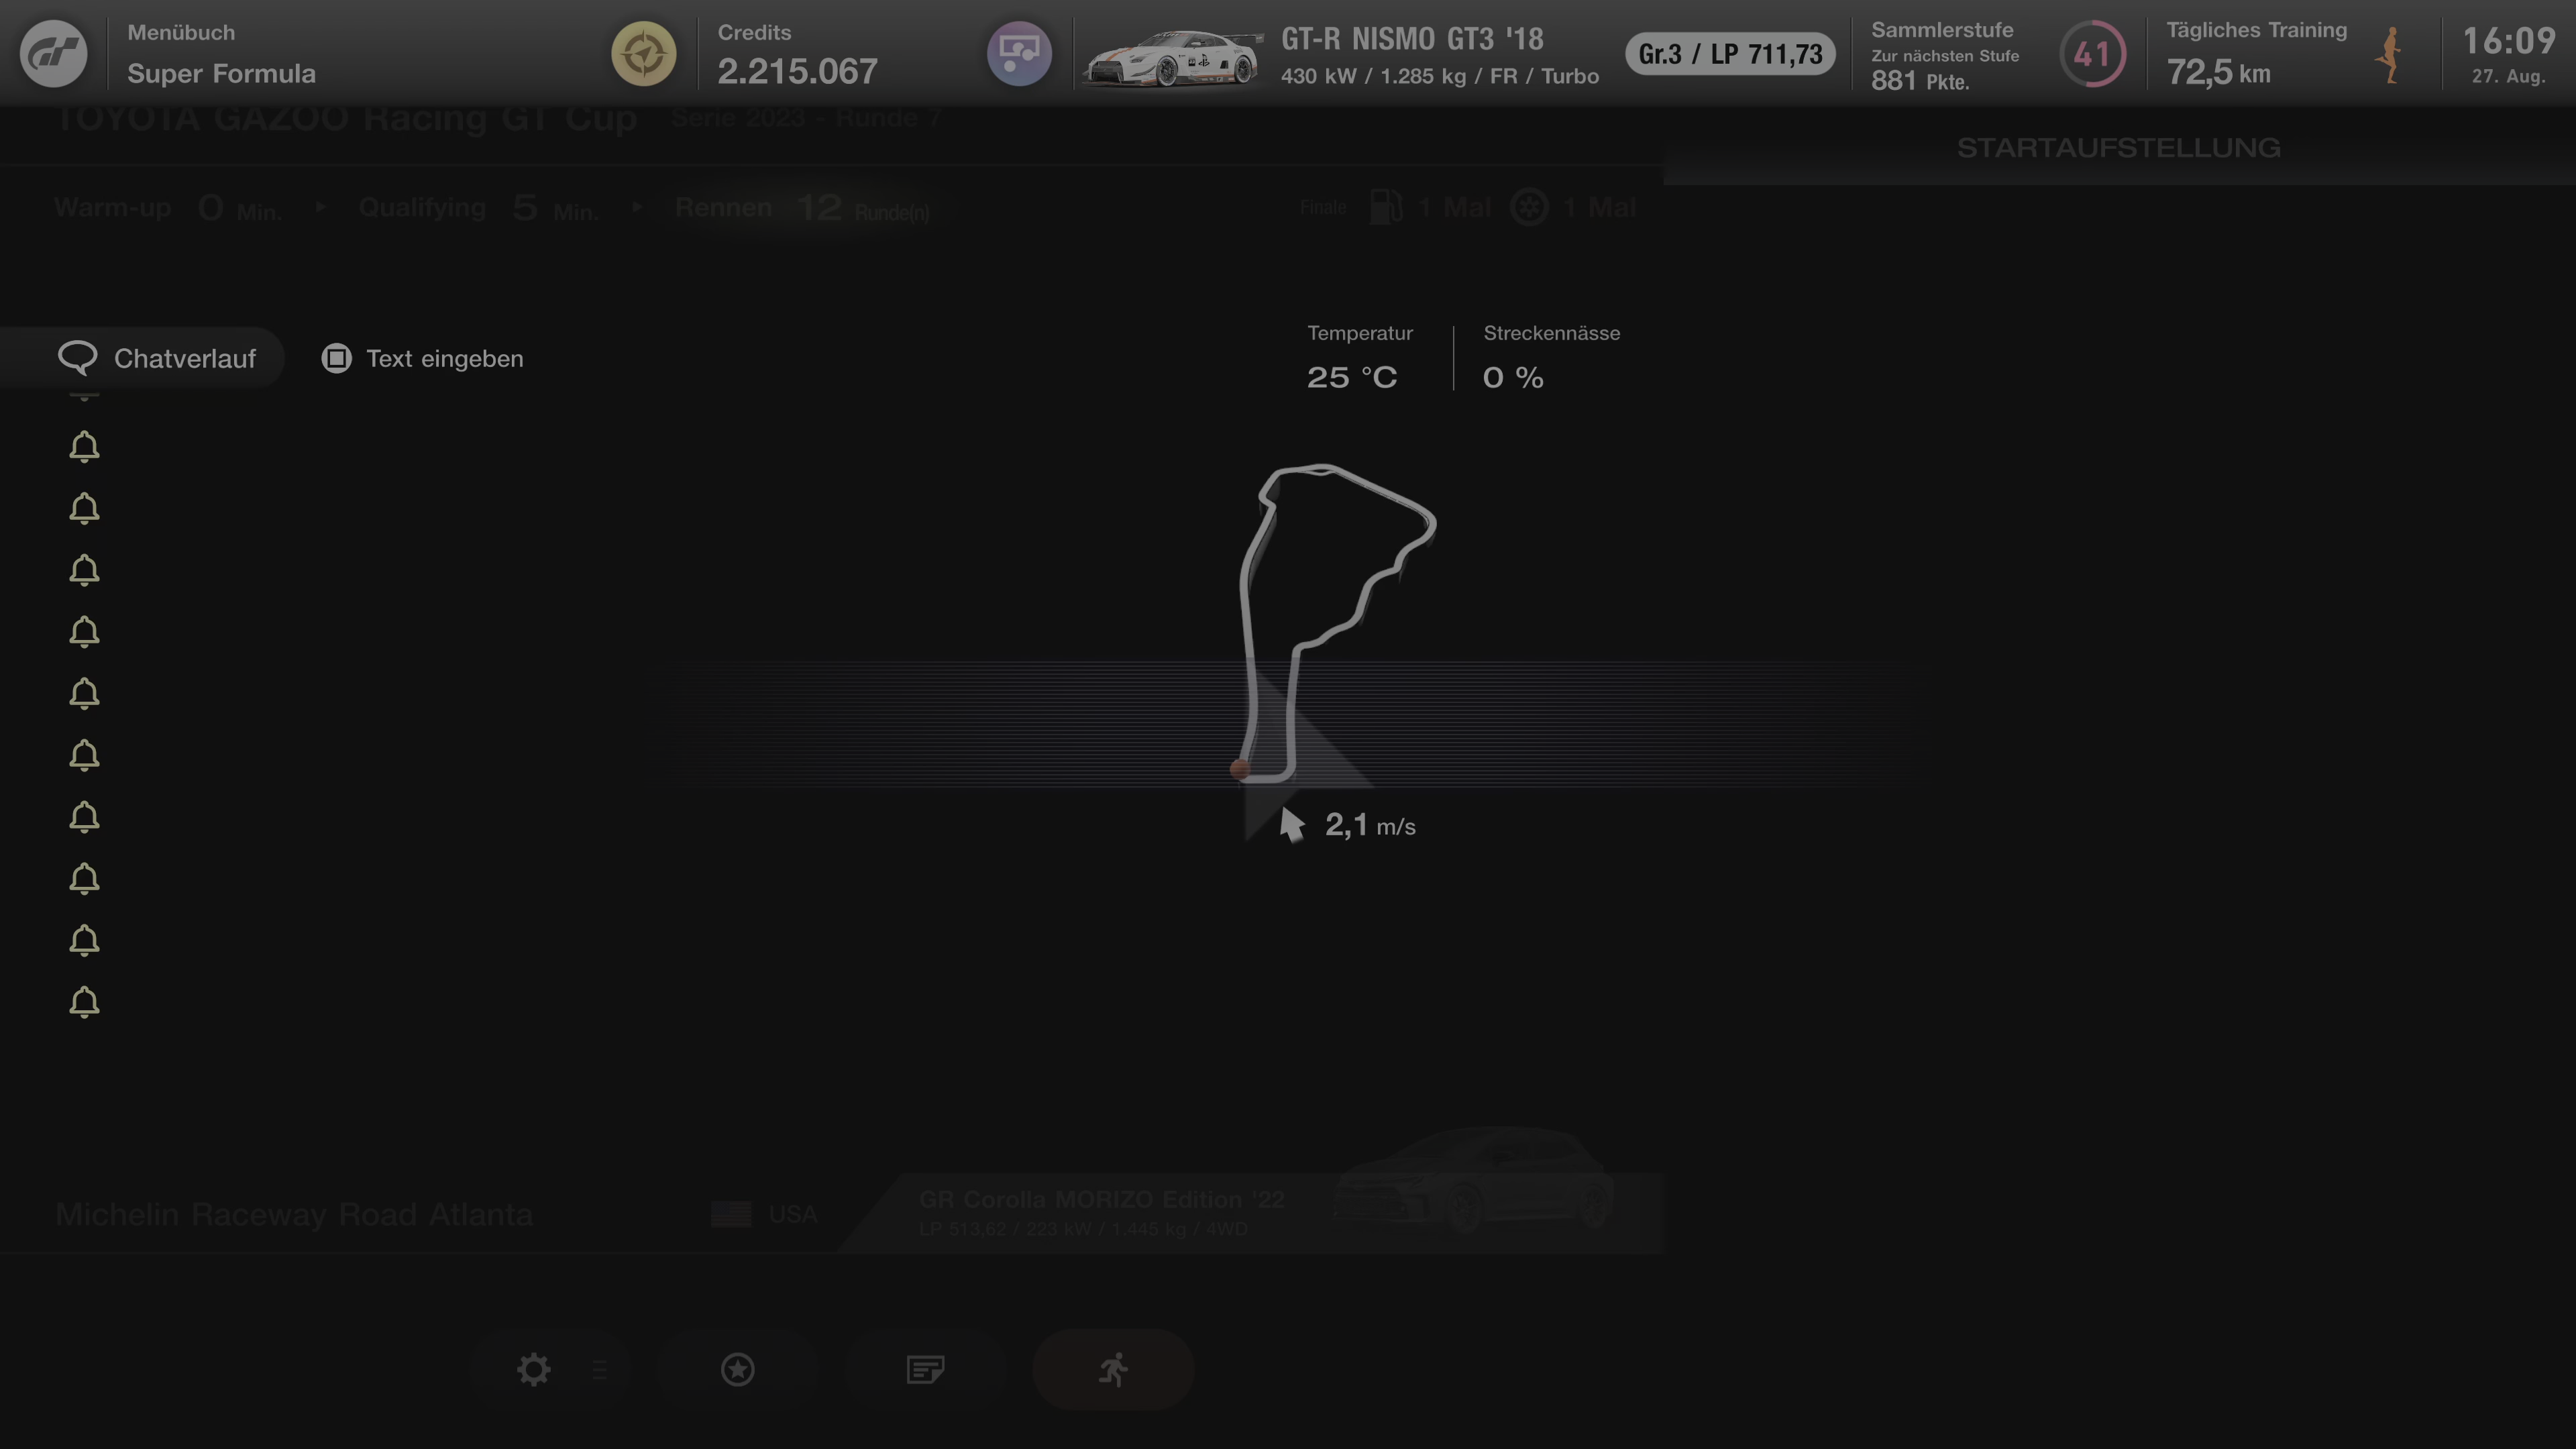 Menübuch
Super Formula
Credits
2.215.067
GT-R NISMO GT3 '18
430 kW / 1.285 kg / FR / Turbo
Gr.3 / LP 711,73
Sammlerstufe
Zur nächsten Stufe
881 Pkte.
41
Tägliches Training
72,5 km
16:09
27. Aug.
TOYOTA GAZOO Racing GT Cup
Serie 2023 - Runde 7
STARTAUFSTELLUNG
Warm-up 0 Min.
Qualifying 5 Min.
Rennen 12 Runde(n)
Finale 1 Mal 1 Mal
Chatverlauf
Text eingeben
Temperatur
25 °C
Streckennässe
0 %
2,1 m/s
Michelin Raceway Road Atlanta
USA
GR Corolla MORIZO Edition '22
LP 513,62 / 223 kW / 1.445 kg / 4WD